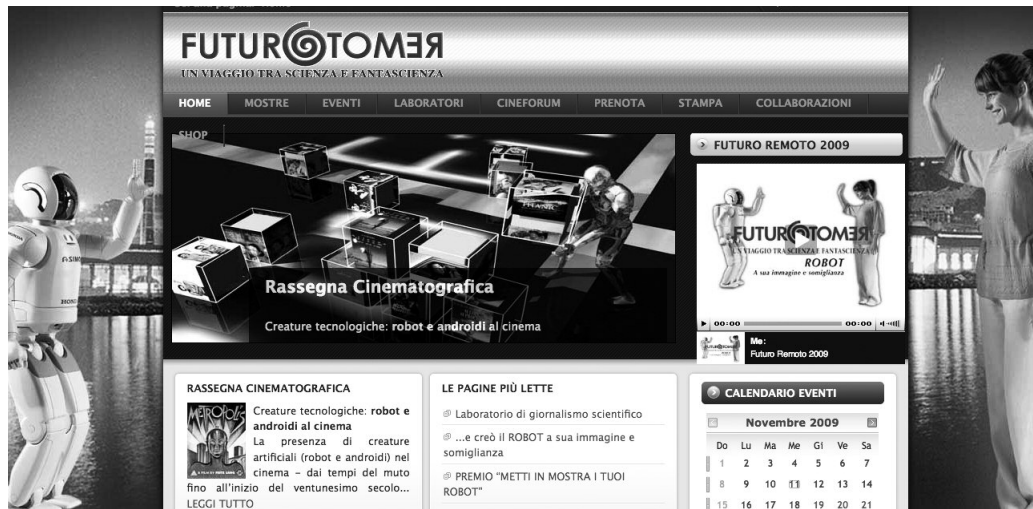 FUTUROTOMER
UN VIAGGIO TRA SCIENZA E FANTASCIENZA
HOME MOSTRE EVENTI LABORATORI CINEFORUM PRENOTA STAMPA COLLABORAZIONI
SHOP
Rassegna Cinematografica
Creature tecnologiche: robot e androidi al cinema
FUTURO REMOTO 2009
FUTUROTOMER
UN VIAGGIO TRA SCIENZA E FANTASCIENZA
ROBOT
A sua immagine e somiglianza
00:00 00:00
Me:
Futuro Remoto 2009
RASSEGNA CINEMATOGRAFICA
METROPOLIS
A FILM BY FRITZ LANG
Creature tecnologiche: robot e
androidi al cinema
La presenza di creature
artificiali (robot e androidi) nel
cinema – dai tempi del muto
fino all'inizio del ventunesimo secolo...
LEGGI TUTTO
LE PAGINE PIÙ LETTE
Laboratorio di giornalismo scientifico
...e creò il ROBOT a sua immagine e
somiglianza
PREMIO "METTI IN MOSTRA I TUOI
ROBOT"
CALENDARIO EVENTI
Novembre 2009
Do Lu Ma Me Gi Ve Sa
1 2 3 4 5 6 7
8 9 10 11 12 13 14
15 16 17 18 19 20 21
HONDA